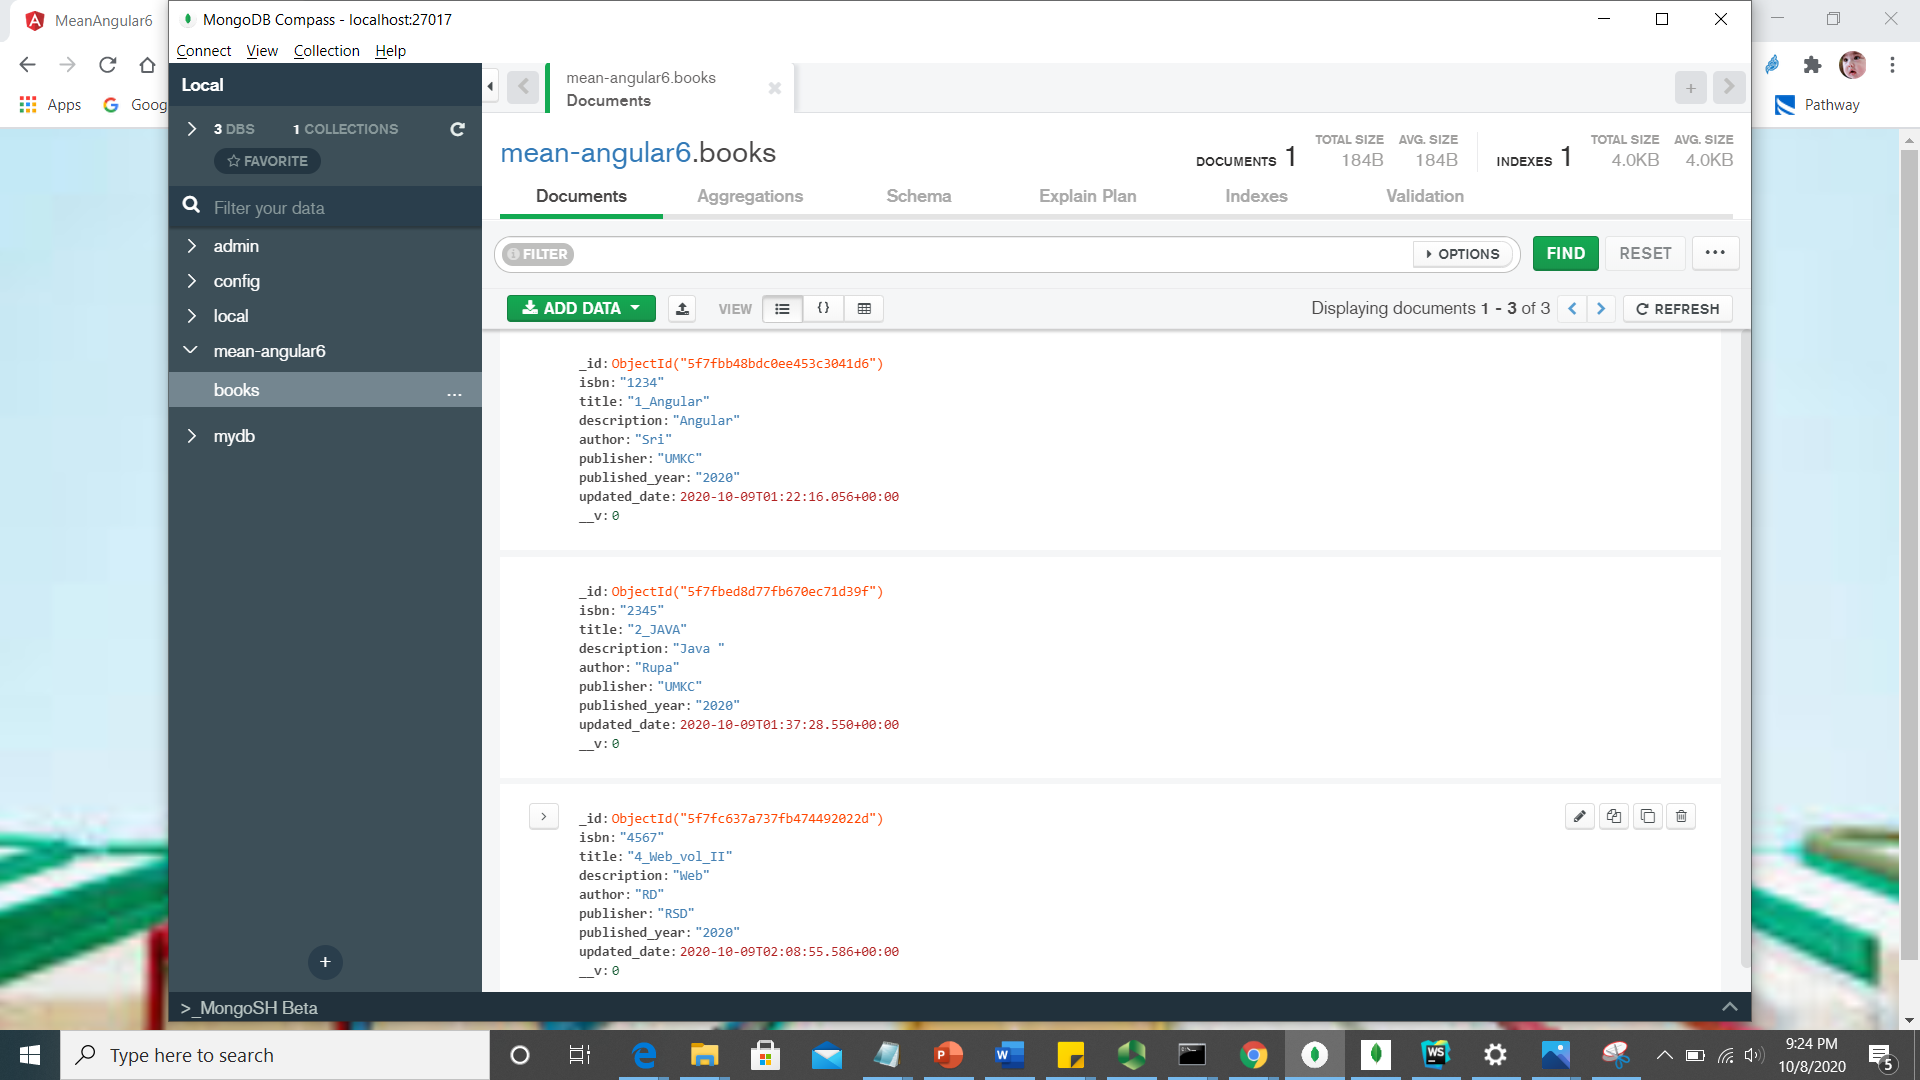 MeanAngular6
MongoDB Compass - localhost:27017
Connect View Collection Help
Apps
Goog
Pathway
Local
3 DBS 1 COLLECTIONS
FAVORITE
Filter your data
admin
config
local
mean-angular6
books
...
mydb
mean-angular6.books
Documents
mean-angular6.books
DOCUMENTS 1
TOTAL SIZE 184B
AVG. SIZE 184B
INDEXES 1
TOTAL SIZE 4.0KB
AVG. SIZE 4.0KB
Documents Aggregations Schema Explain Plan Indexes Validation
FILTER
OPTIONS
FIND
RESET
ADD DATA
VIEW
{}
Displaying documents 1 - 3 of 3
REFRESH
_id: ObjectId("5f7fbb48bdc0ee453c3041d6")
isbn: "1234"
title: "1_Angular"
description: "Angular"
author: "Sri"
publisher: "UMKC"
published_year: "2020"
updated_date: 2020-10-09T01:22:16.056+00:00
__v: 0
_id: ObjectId("5f7fbed8d77fb670ec71d39f")
isbn: "2345"
title: "2_JAVA"
description: "Java "
author: "Rupa"
publisher: "UMKC"
published_year: "2020"
updated_date: 2020-10-09T01:37:28.550+00:00
__v: 0
_id: ObjectId("5f7fc637a737fb474492022d")
isbn: "4567"
title: "4_Web_vol_II"
description: "Web"
author: "RD"
publisher: "RSD"
published_year: "2020"
updated_date: 2020-10-09T02:08:55.586+00:00
__v: 0
>_MongoSH Beta
Type here to search
9:24 PM
10/8/2020
5